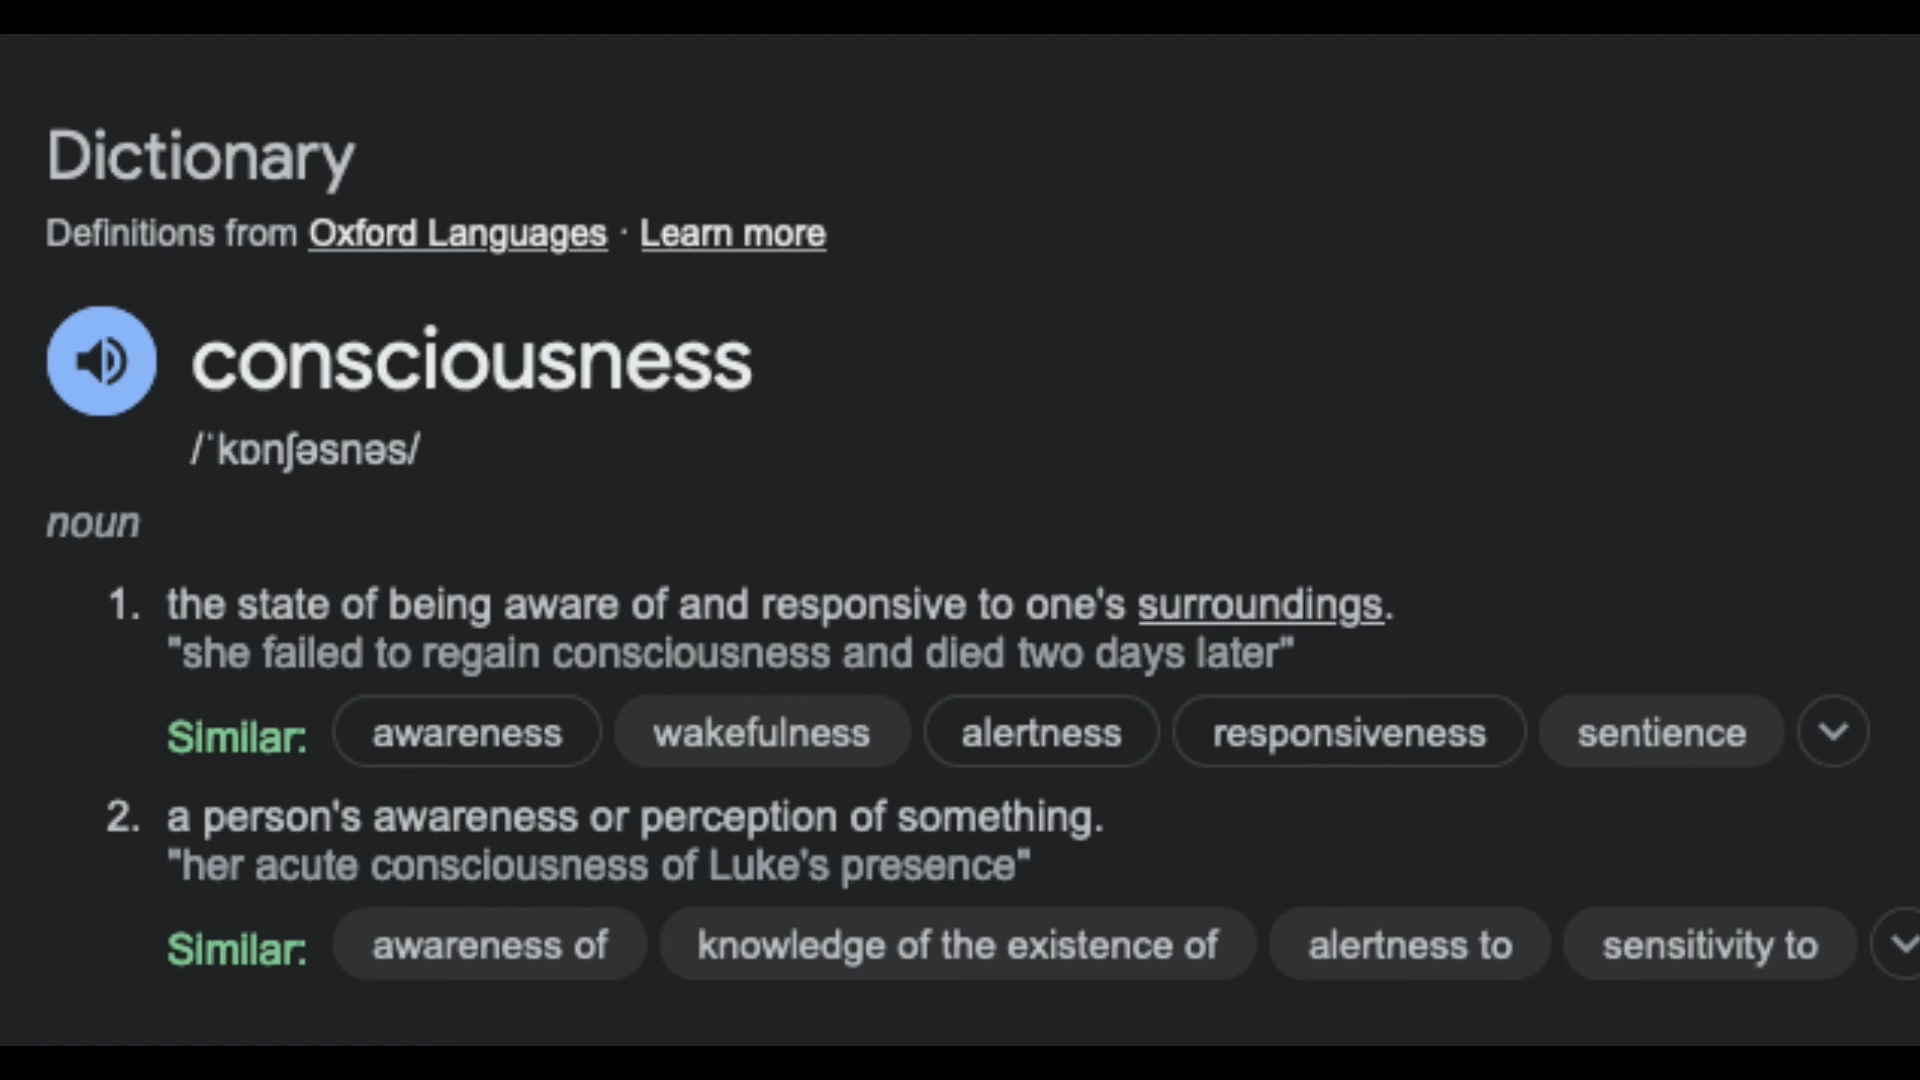 Dictionary
Definitions from Oxford Languages · Learn more
consciousness
/ˈkɒnʃəsnəs/
noun
1. the state of being aware of and responsive to one's surroundings.
"she failed to regain consciousness and died two days later"
Similar: awareness wakefulness alertness responsiveness sentience
2. a person's awareness or perception of something.
"her acute consciousness of Luke's presence"
Similar: awareness of knowledge of the existence of alertness to sensitivity to